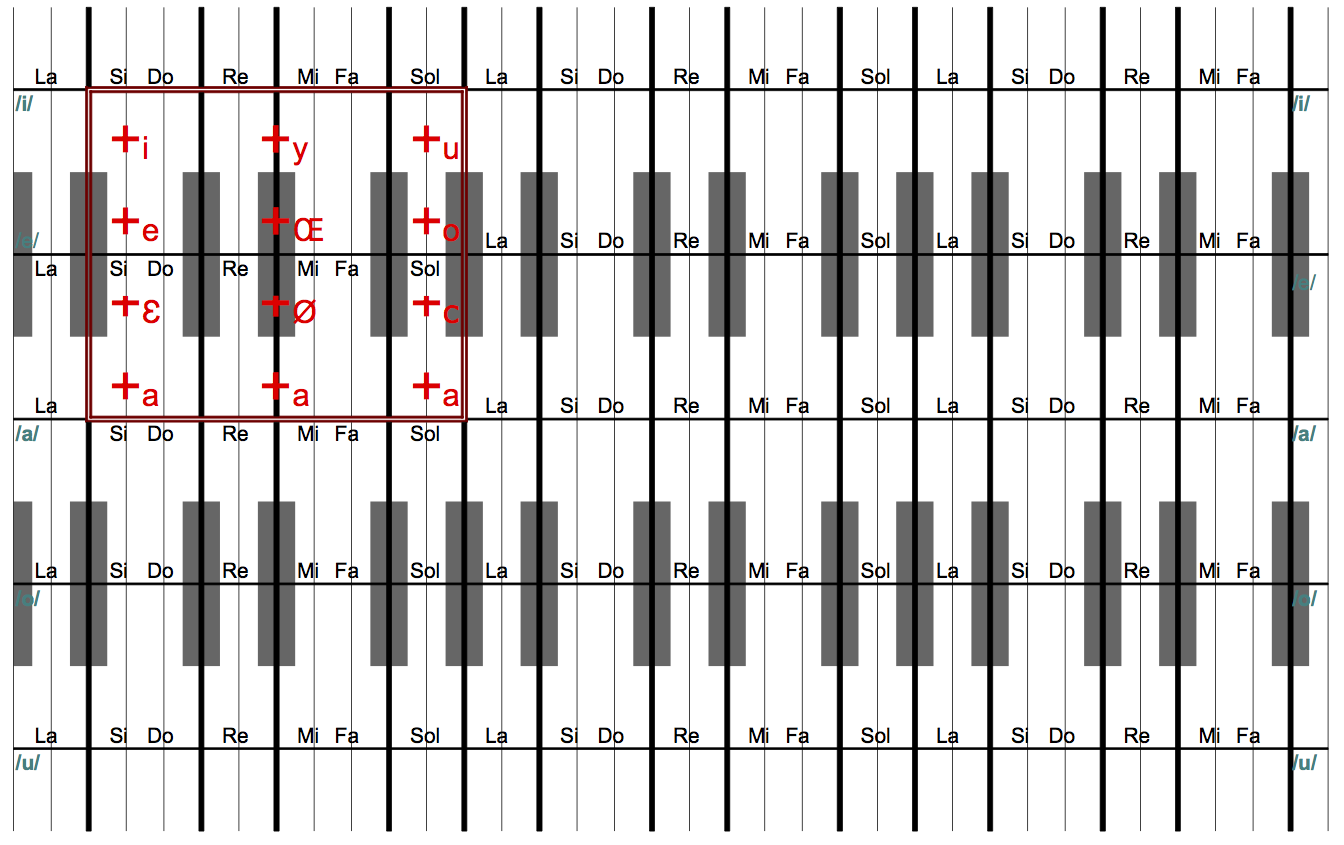 La Si Do Re Mi Fa Sol La Si Do Re Mi Fa Sol La Si Do Re Mi Fa
/i/ /i/
i y u
e Œ o
/e/ La Si Do Re Mi Fa Sol La Si Do Re Mi Fa
La Si Do Re Mi Fa Sol
/e/
ɛ Ø ɔ
a a a
La La Si Do Re Mi Fa Sol La Si Do Re Mi Fa
/a/ Si Do Re Mi Fa Sol /a/
La Si Do Re Mi Fa Sol La Si Do Re Mi Fa Sol La Si Do Re Mi Fa
/o/ /o/
La Si Do Re Mi Fa Sol La Si Do Re Mi Fa Sol La Si Do Re Mi Fa
/u/ /u/